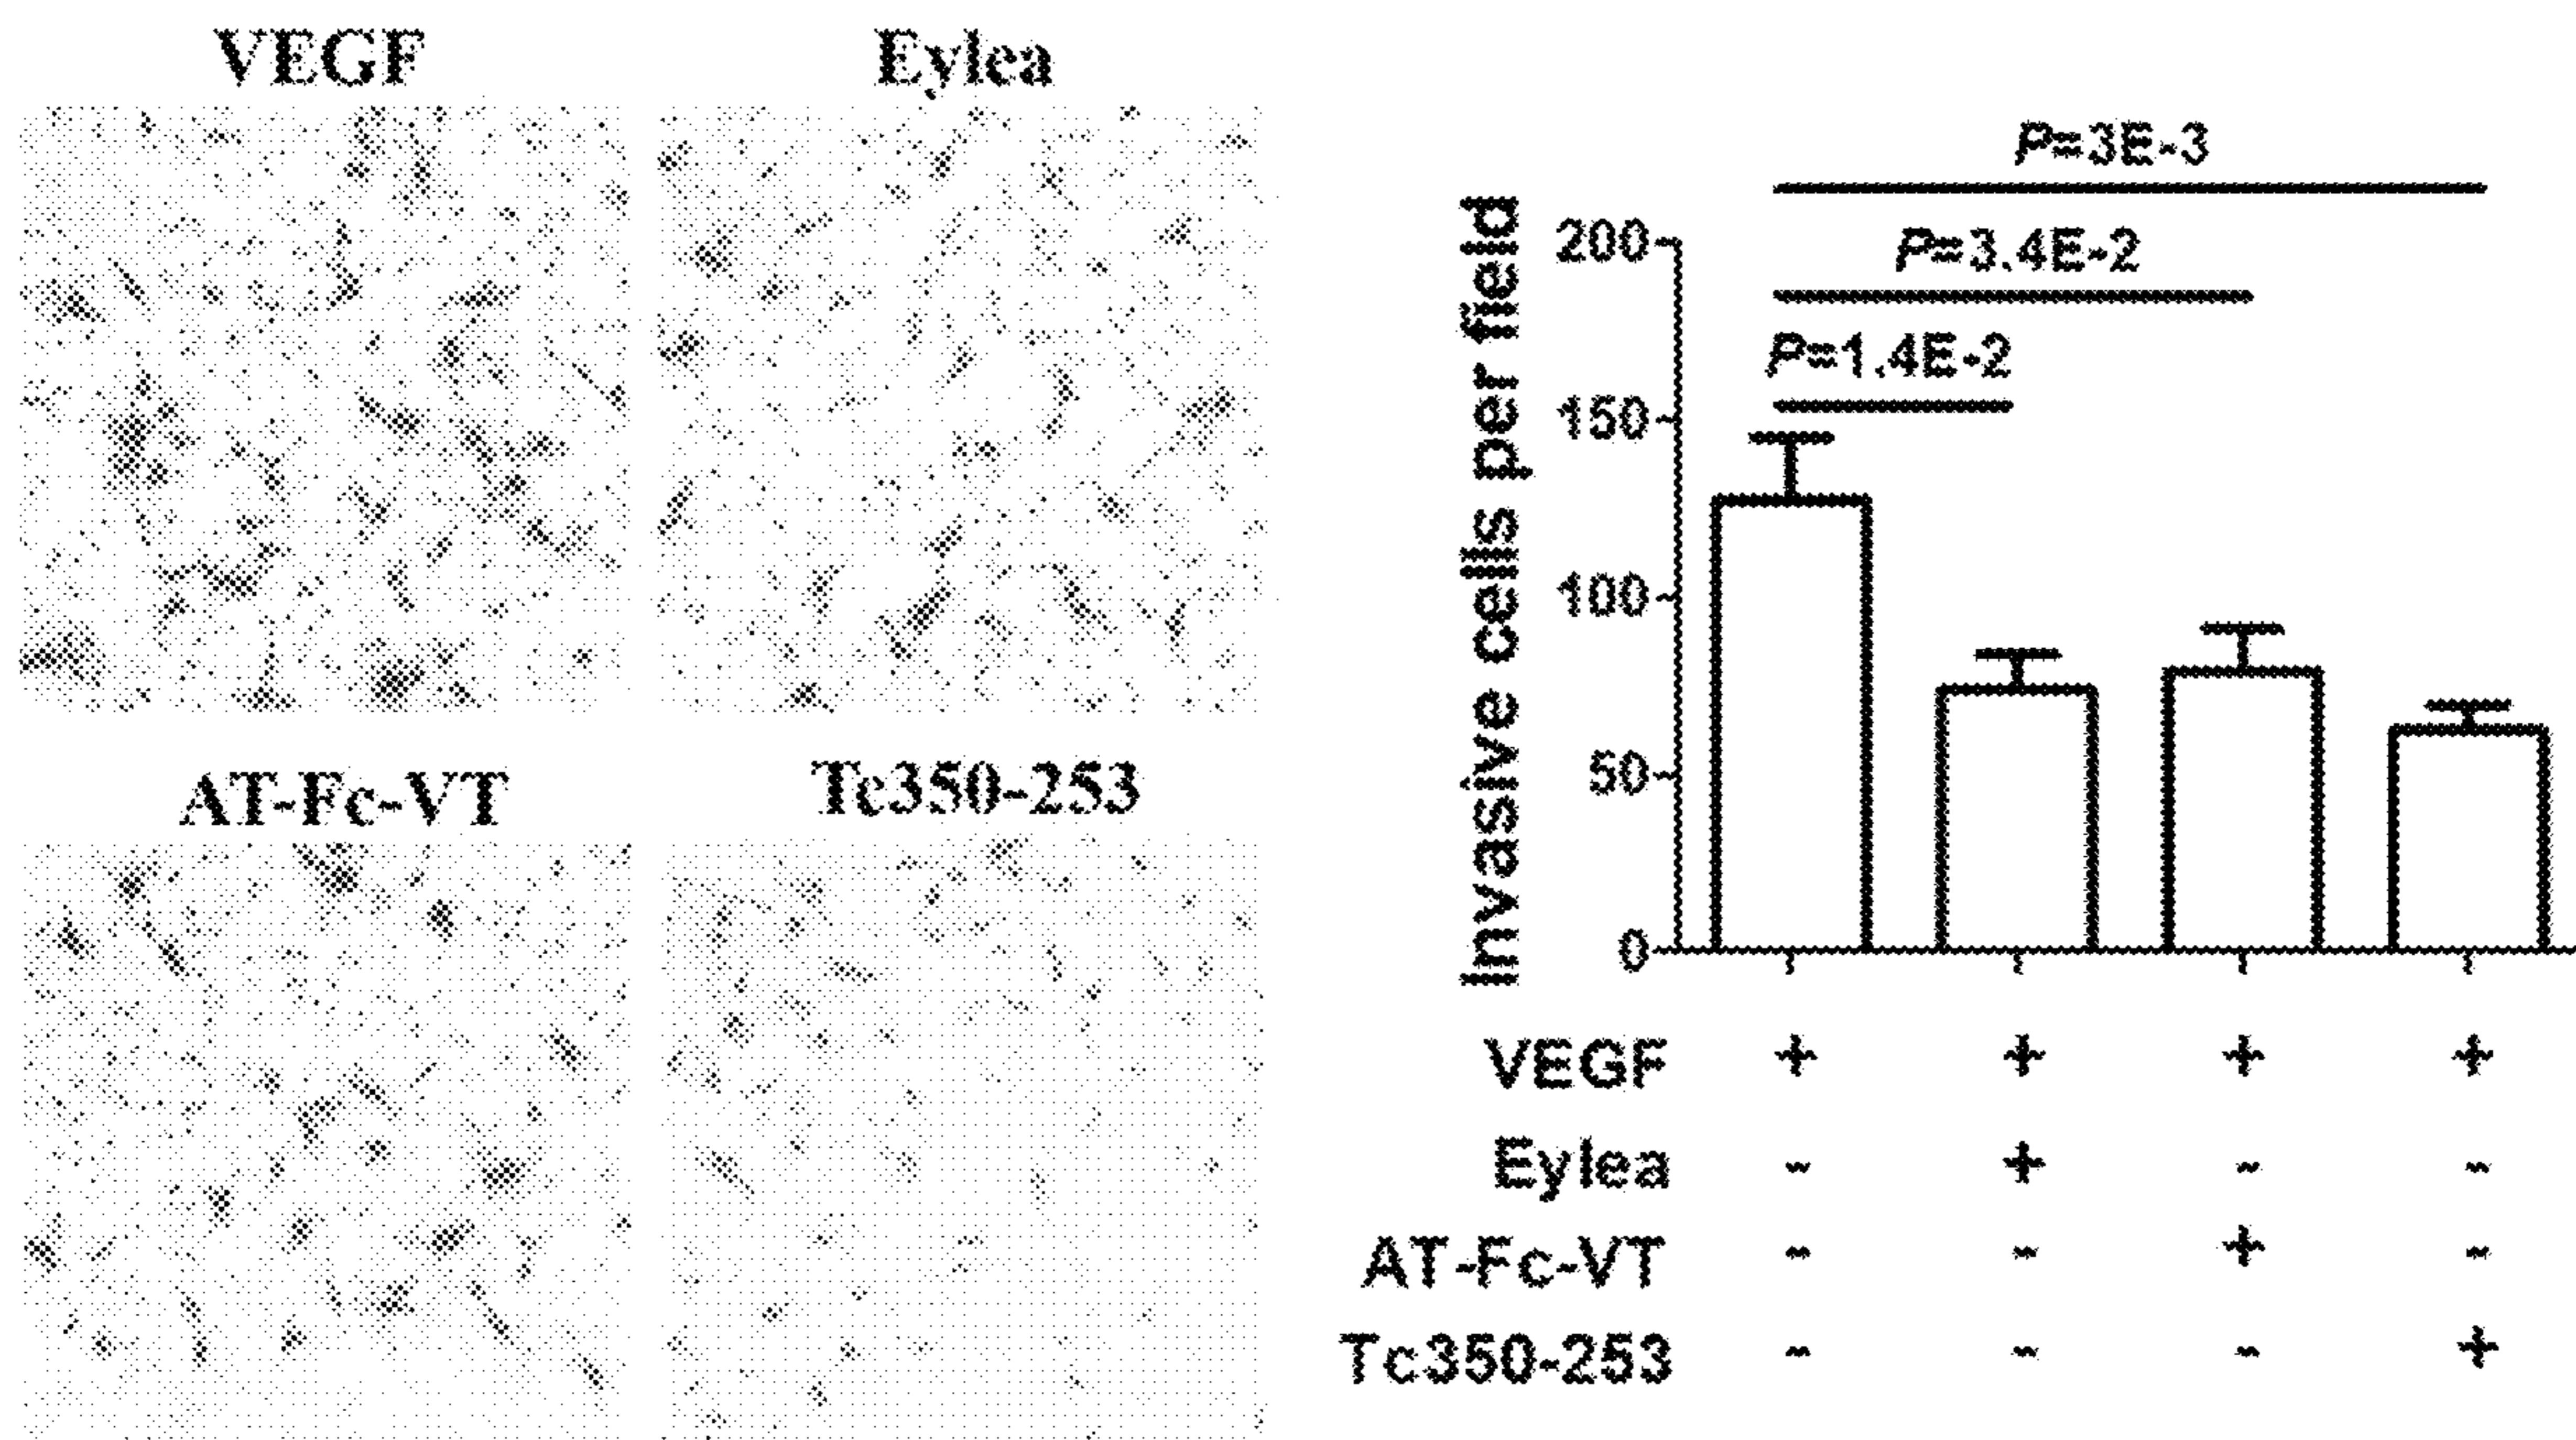 VEGF
Eylea
AT-Fc-VT
Tc350-253
Invasive cells per field
200
150
100
50
0
P=3E-3
P=3.4E-2
P=1.4E-2
VEGF + + + +
Eylea - + - -
AT-Fc-VT - - + -
Tc350-253 - - - +